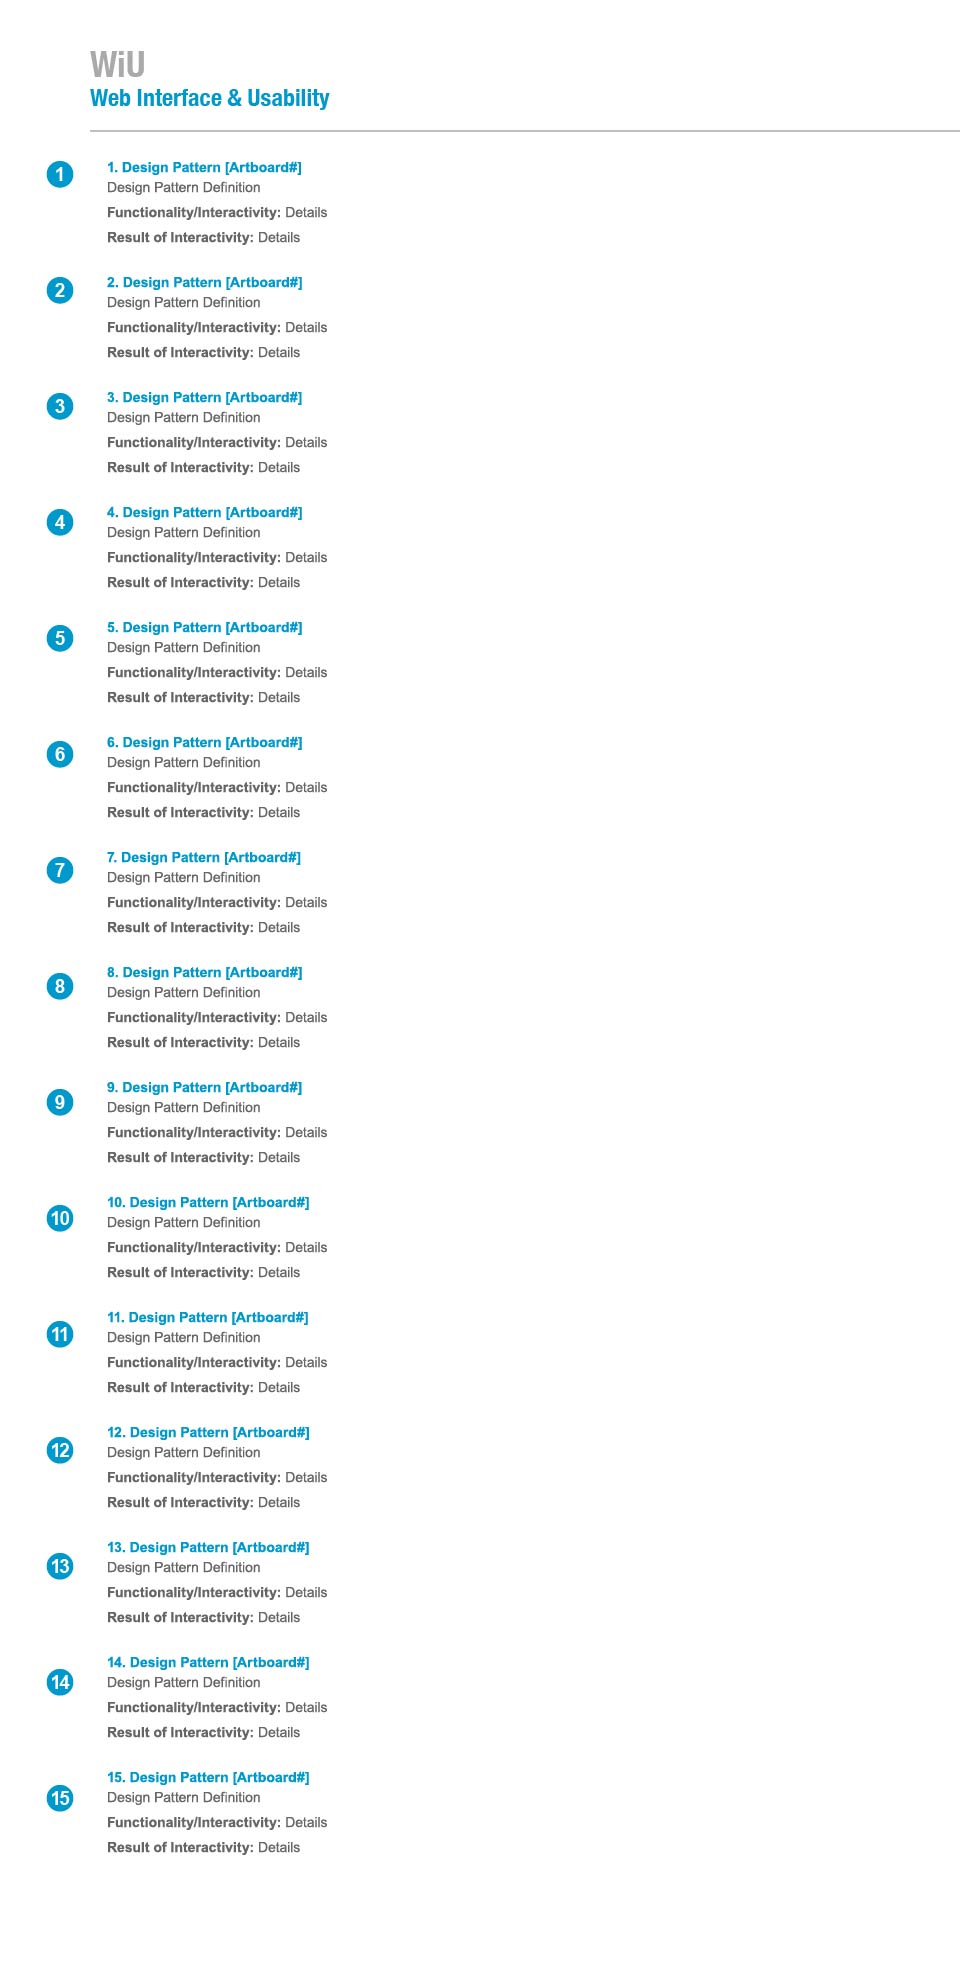 WiU
Web Interface & Usability
1
1. Design Pattern [Artboard#]
Design Pattern Definition
Functionality/Interactivity: Details
Result of Interactivity: Details
2
2. Design Pattern [Artboard#]
Design Pattern Definition
Functionality/Interactivity: Details
Result of Interactivity: Details
3
3. Design Pattern [Artboard#]
Design Pattern Definition
Functionality/Interactivity: Details
Result of Interactivity: Details
4
4. Design Pattern [Artboard#]
Design Pattern Definition
Functionality/Interactivity: Details
Result of Interactivity: Details
5
5. Design Pattern [Artboard#]
Design Pattern Definition
Functionality/Interactivity: Details
Result of Interactivity: Details
6
6. Design Pattern [Artboard#]
Design Pattern Definition
Functionality/Interactivity: Details
Result of Interactivity: Details
7
7. Design Pattern [Artboard#]
Design Pattern Definition
Functionality/Interactivity: Details
Result of Interactivity: Details
8
8. Design Pattern [Artboard#]
Design Pattern Definition
Functionality/Interactivity: Details
Result of Interactivity: Details
9
9. Design Pattern [Artboard#]
Design Pattern Definition
Functionality/Interactivity: Details
Result of Interactivity: Details
10
10. Design Pattern [Artboard#]
Design Pattern Definition
Functionality/Interactivity: Details
Result of Interactivity: Details
11
11. Design Pattern [Artboard#]
Design Pattern Definition
Functionality/Interactivity: Details
Result of Interactivity: Details
12
12. Design Pattern [Artboard#]
Design Pattern Definition
Functionality/Interactivity: Details
Result of Interactivity: Details
13
13. Design Pattern [Artboard#]
Design Pattern Definition
Functionality/Interactivity: Details
Result of Interactivity: Details
14
14. Design Pattern [Artboard#]
Design Pattern Definition
Functionality/Interactivity: Details
Result of Interactivity: Details
15
15. Design Pattern [Artboard#]
Design Pattern Definition
Functionality/Interactivity: Details
Result of Interactivity: Details